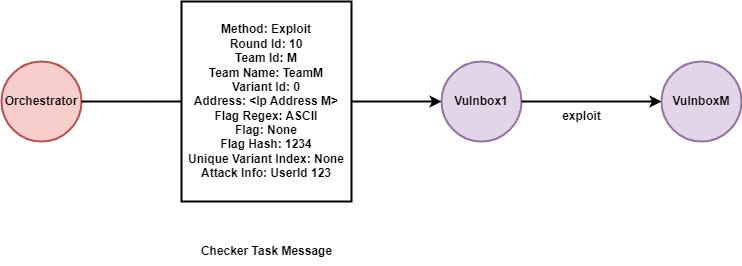 Method: Exploit
Round Id: 10
Team Id: M
Team Name: TeamM
Variant Id: 0
Address: <Ip Address M>
Flag Regex: ASCII
Flag: None
Flag Hash: 1234
Unique Variant Index: None
Attack Info: UserId 123
Orchestrator
Vulnbox1
exploit
VulnboxM
Checker Task Message